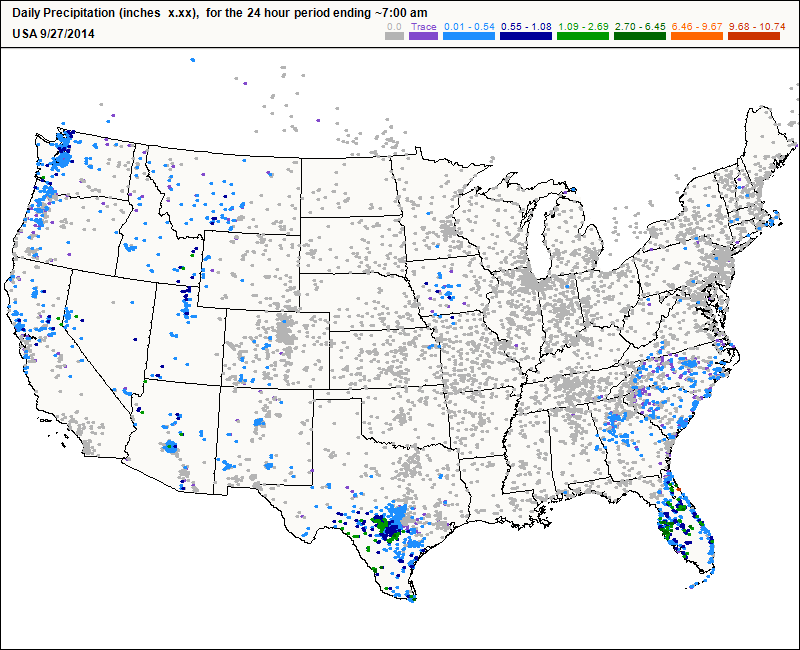 Daily Precipitation (inches x.xx), for the 24 hour period ending ~7:00 am
USA 9/27/2014
0.0 Trace 0.01 - 0.54 0.55 - 1.08 1.09 - 2.69 2.70 - 6.45 6.46 - 9.67 9.68 - 10.74